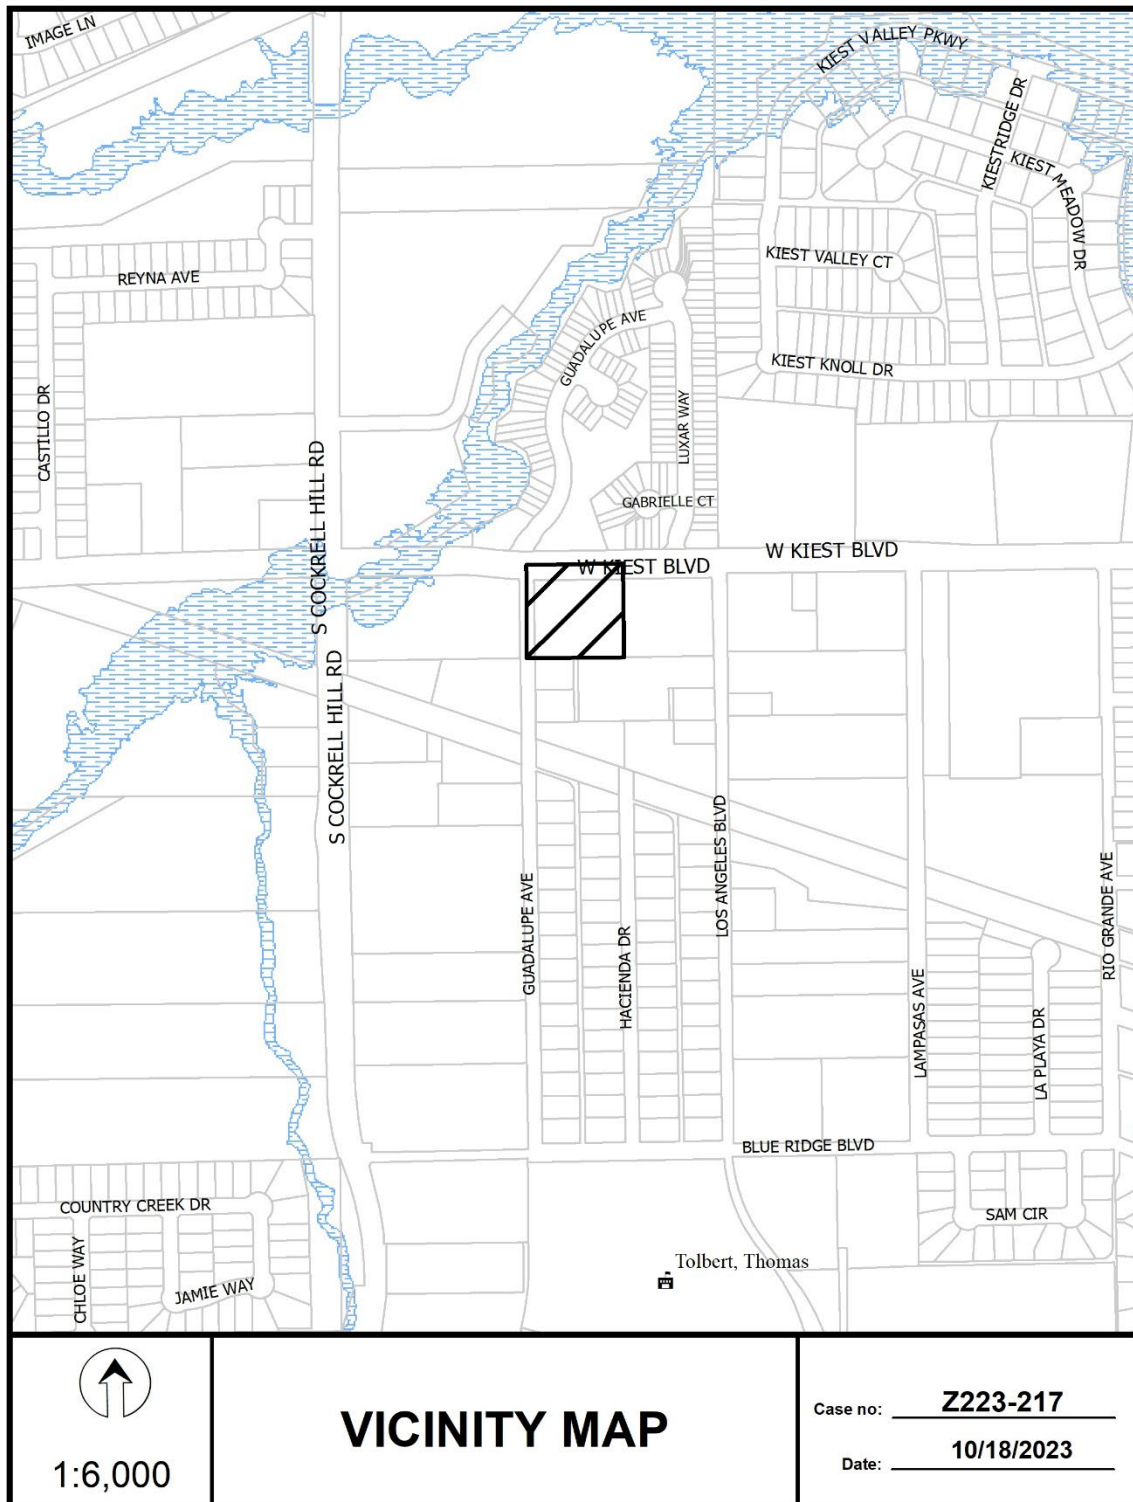 IMAGE LN
KIEST VALLEY PKWY
KIESTRIDGE DR
KIEST MEADOW DR
KIEST VALLEY CT
REYNA AVE
GUADALUPE AVE
KIEST KNOLL DR
CASTILLO DR
LUXAR WAY
S COCKRELL HILL RD
GABRIELLE CT
W KIEST BLVD
W KIEST BLVD
S COCKRELL HILL RD
LOS ANGELES BLVD
GUADALUPE AVE
HACIENDA DR
RIO GRANDE AVE
LAMPASAS AVE
LA PLAYA DR
BLUE RIDGE BLVD
COUNTRY CREEK DR
SAM CIR
CHLOE WAY
JAMIE WAY
Tolbert, Thomas
1:6,000
VICINITY MAP
Case no: Z223-217
Date: 10/18/2023